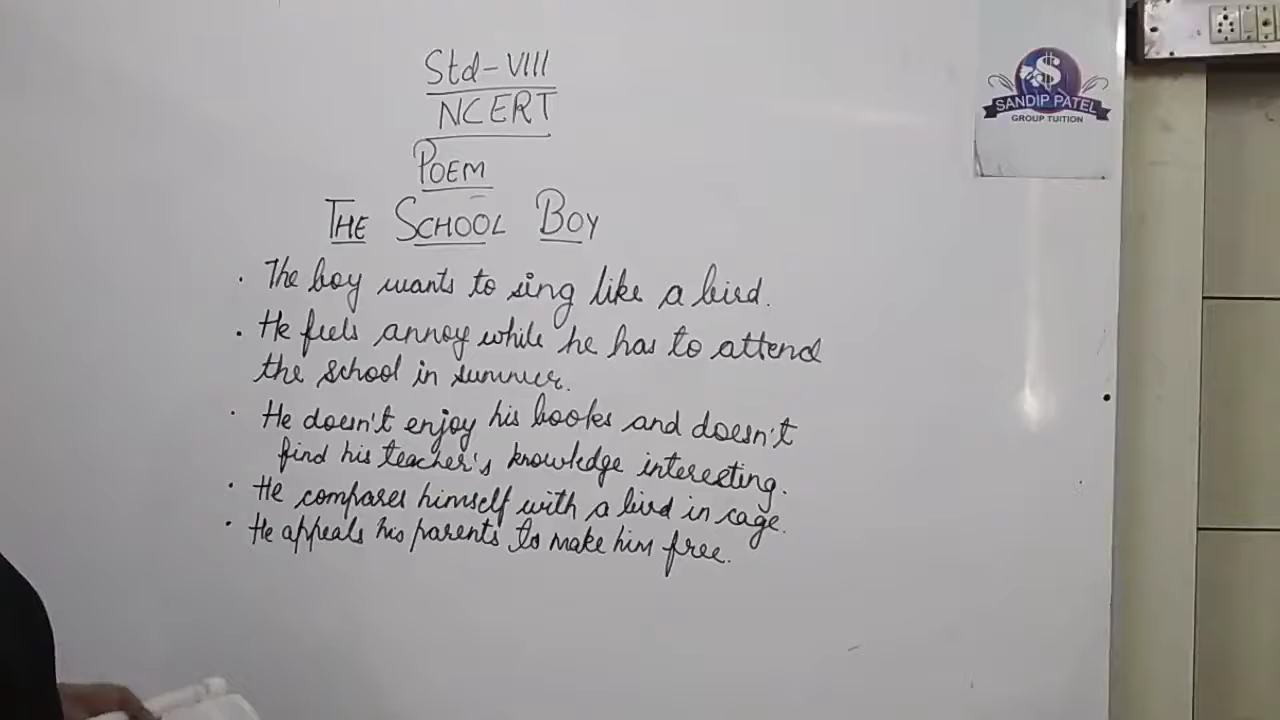 Std-VIII
NCERT
POEM
THE SCHOOL BOY
· The boy wants to sing like a bird.
· He feels annoy while he has to attend
the school in summer.
· He doesn't enjoy his books and doesn't
find his teacher's knowledge interesting.
· He compares himself with a bird in cage.
· He appeals his parents to make him free.
$
SANDIP PATEL
GROUP TUITION